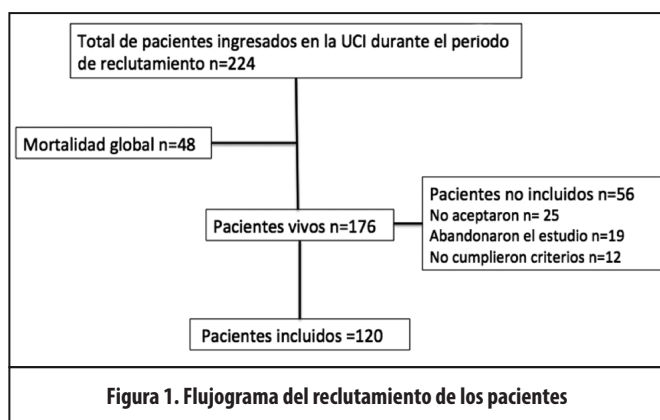 Total de pacientes ingresados en la UCI durante el periodo
de reclutamiento n=224
Mortalidad global n=48
Pacientes no incluidos n=56
No aceptaron n= 25
Abandonaron el estudio n=19
No cumplieron criterios n=12
Pacientes vivos n=176
Pacientes incluidos =120
Figura 1. Flujograma del reclutamiento de los pacientes